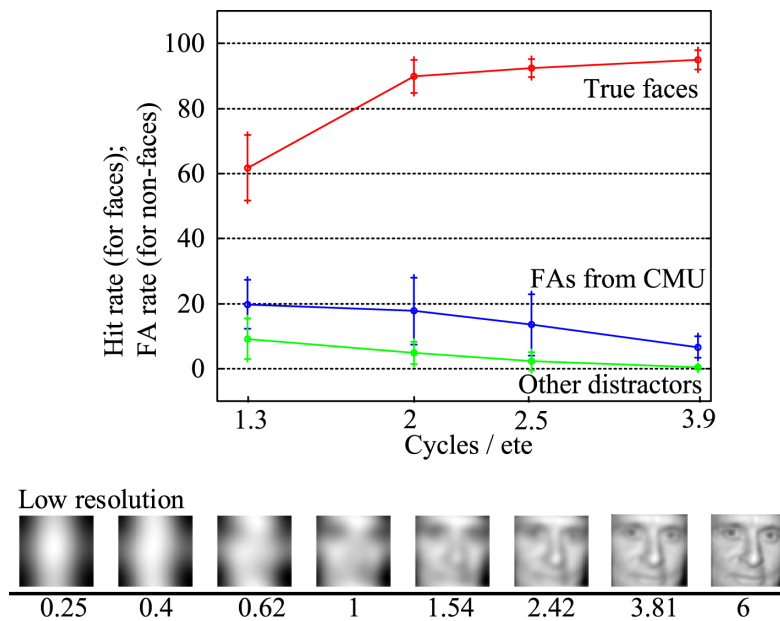 100
80
60
40
20
0
Hit rate (for faces);
FA rate (for non-faces)
True faces
FAs from CMU
Other distractors
1.3 2 2.5 3.9
Cycles / ete
Low resolution
0.25 0.4 0.62 1 1.54 2.42 3.81 6